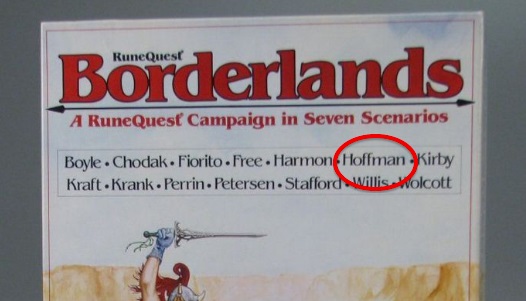 RuneQuest®
Borderlands
A RuneQuest® Campaign in Seven Scenarios
Boyle • Chodak • Fiorito • Free • Harmon • Hoffman • Kirby
Kraft • Krank • Perrin • Petersen • Stafford • Willis • Wolcott